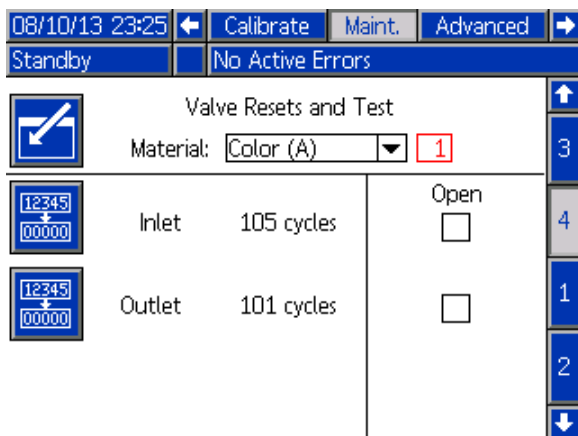 08/10/13 23:25 Calibrate Maint. Advanced
Standby No Active Errors
Valve Resets and Test
Material: Color (A) 1
3
Open
12345
00000
Inlet 105 cycles
4
12345
00000
Outlet 101 cycles
1
2